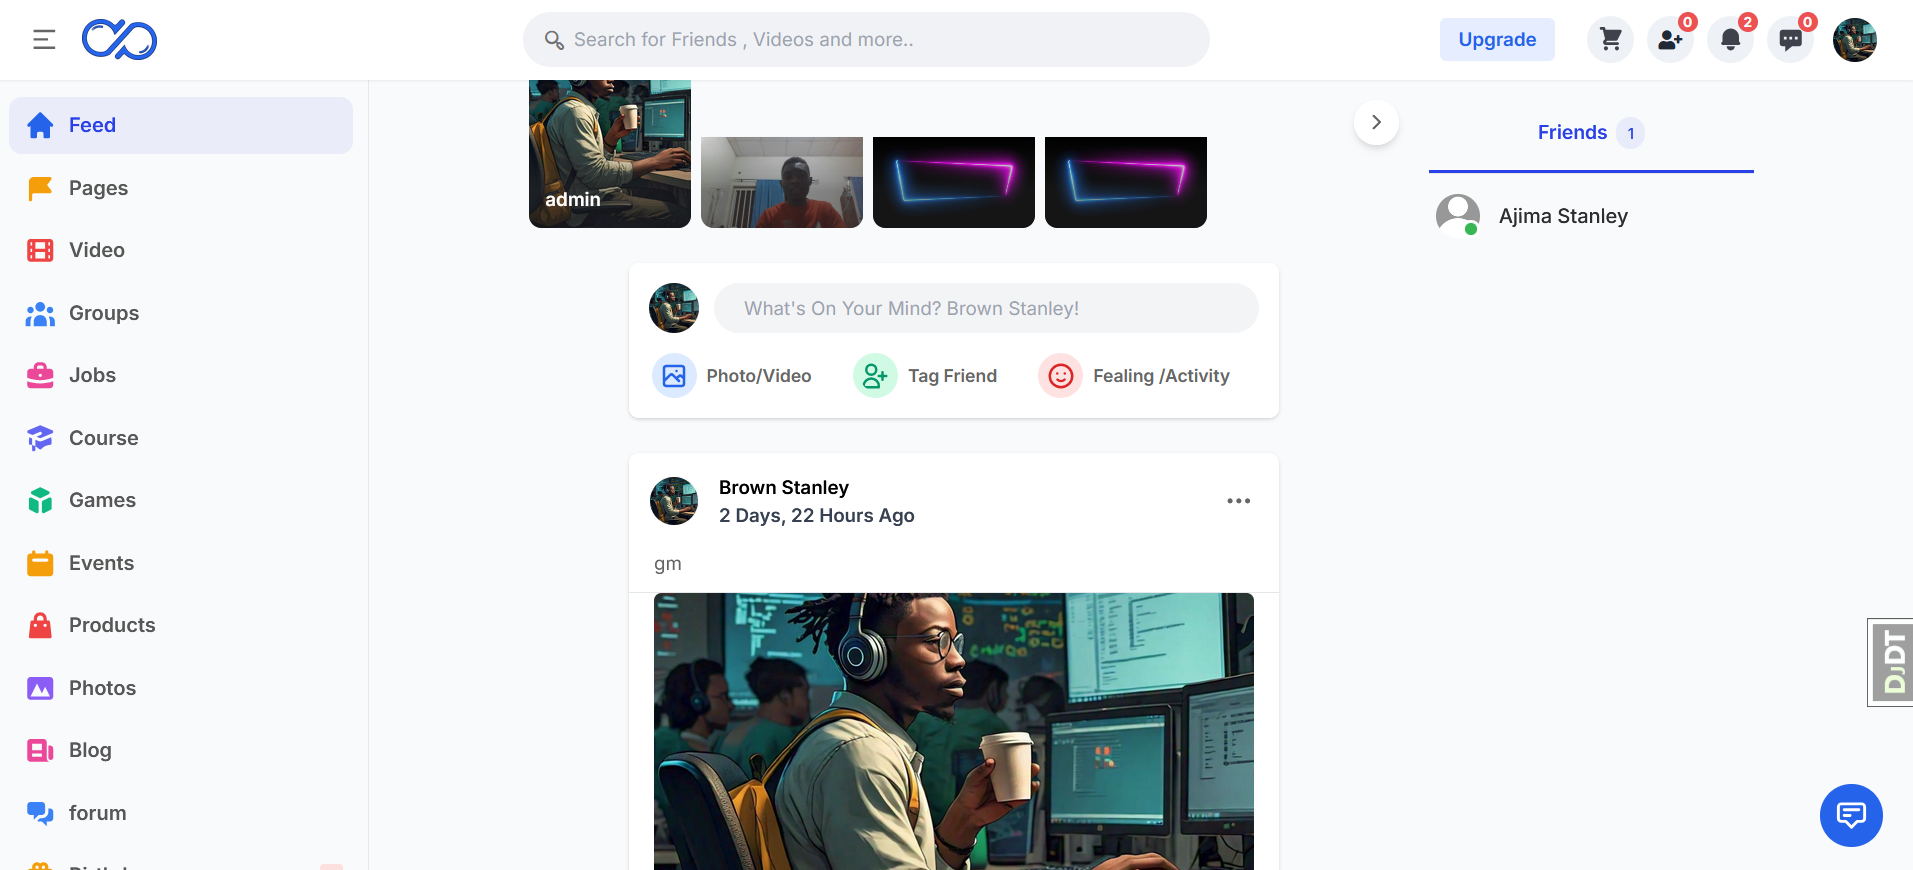 Search for Friends , Videos and more..
Upgrade
0
2
0
Feed
Pages
Video
Groups
Jobs
Course
Games
Events
Products
Photos
Blog
forum
admin
What's On Your Mind? Brown Stanley!
Photo/Video
Tag Friend
Fealing /Activity
Brown Stanley
2 Days, 22 Hours Ago
gm
Friends 1
Ajima Stanley
DJDT